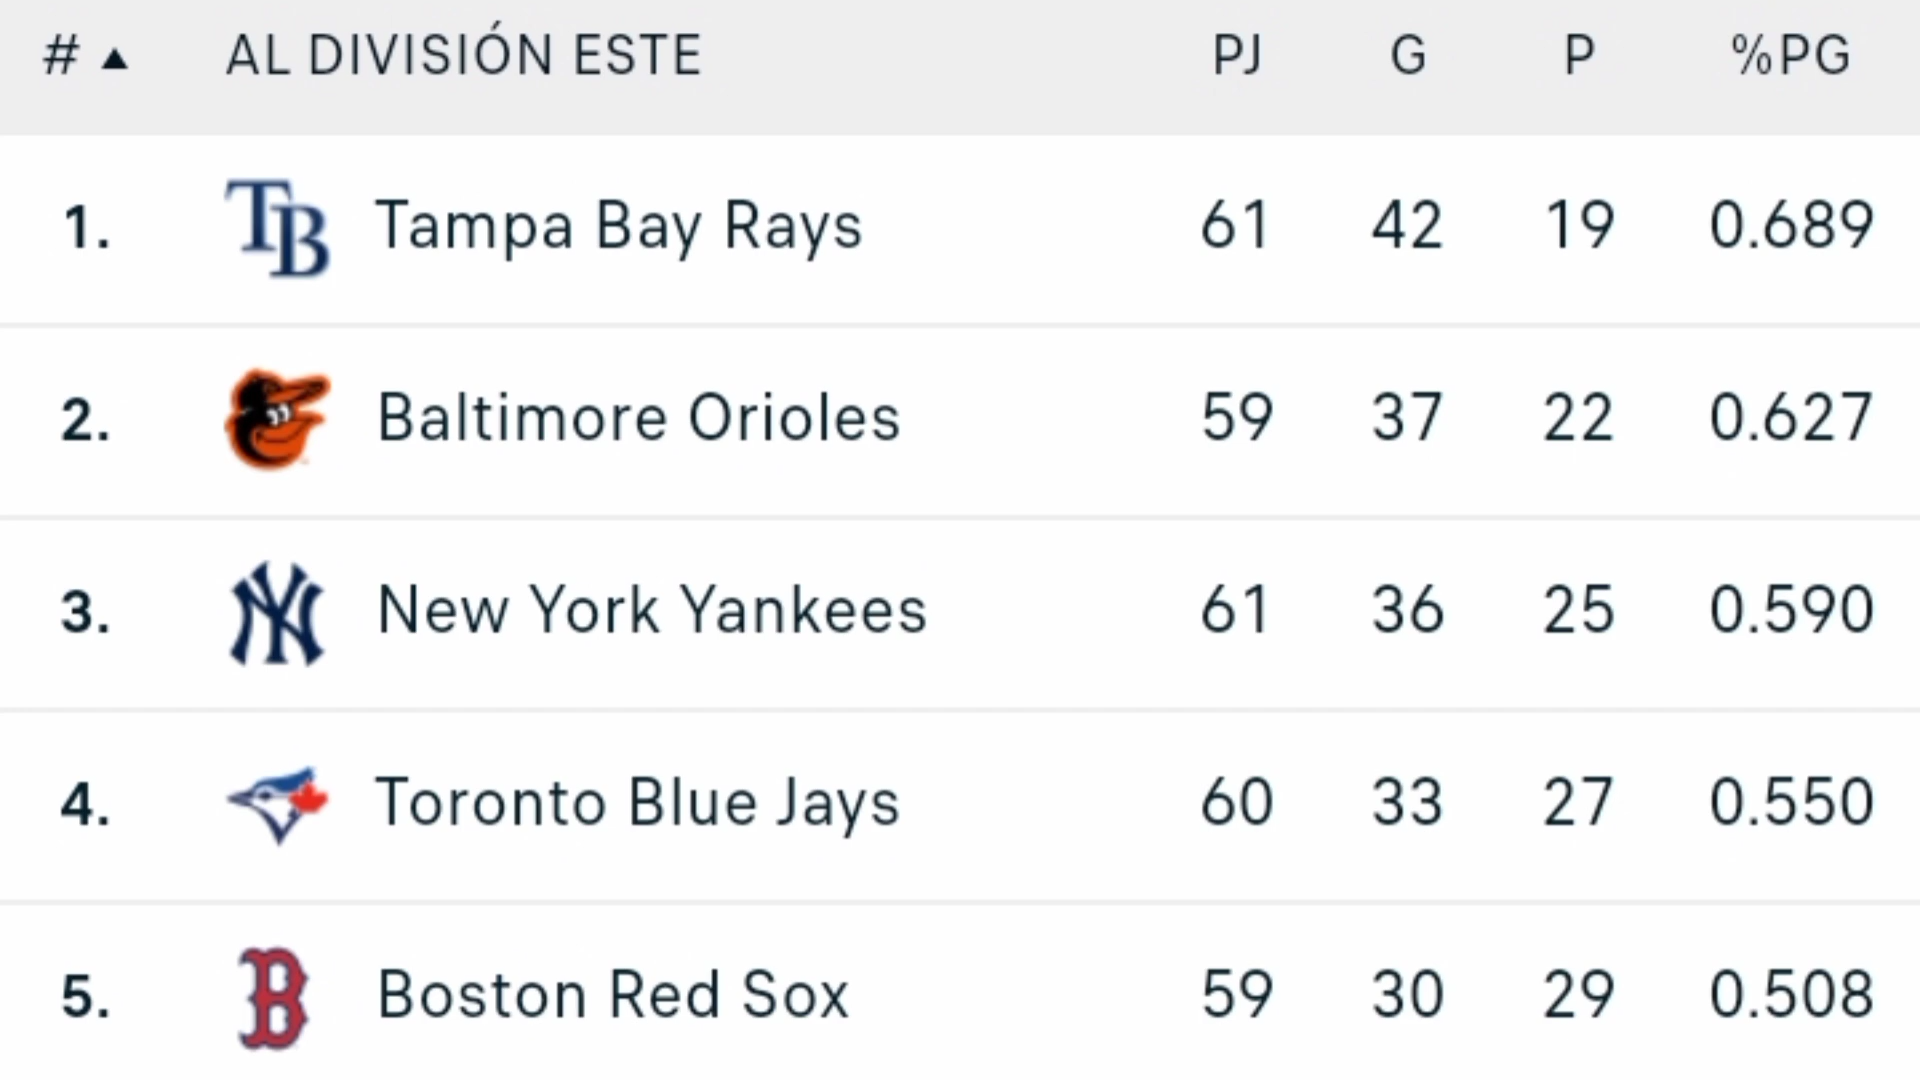 # ▲ AL DIVISIÓN ESTE PJ G P %PG
1. TB Tampa Bay Rays 61 42 19 0.689
2. Baltimore Orioles 59 37 22 0.627
3. NY New York Yankees 61 36 25 0.590
4. Toronto Blue Jays 60 33 27 0.550
5. B Boston Red Sox 59 30 29 0.508